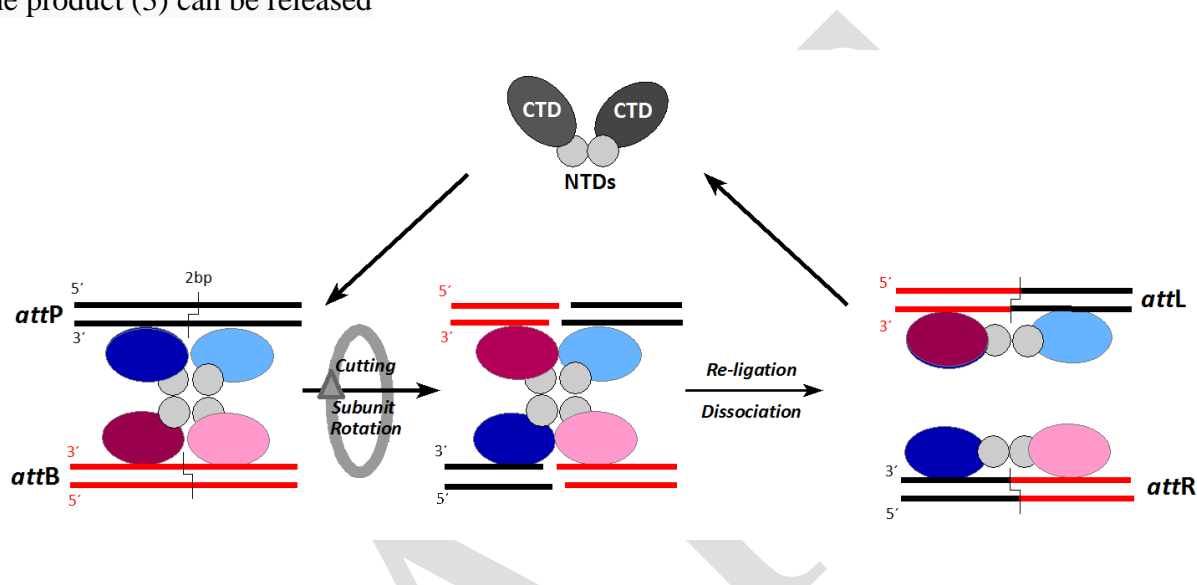 e product (3) can be released
CTD CTD
NTDs
5´ 2bp
attP
3´
3´
attB
5´
Cutting
Subunit
Rotation
5´
3´
3´
5´
Re-ligation
Dissociation
5´
attL
3´
3´
attR
5´